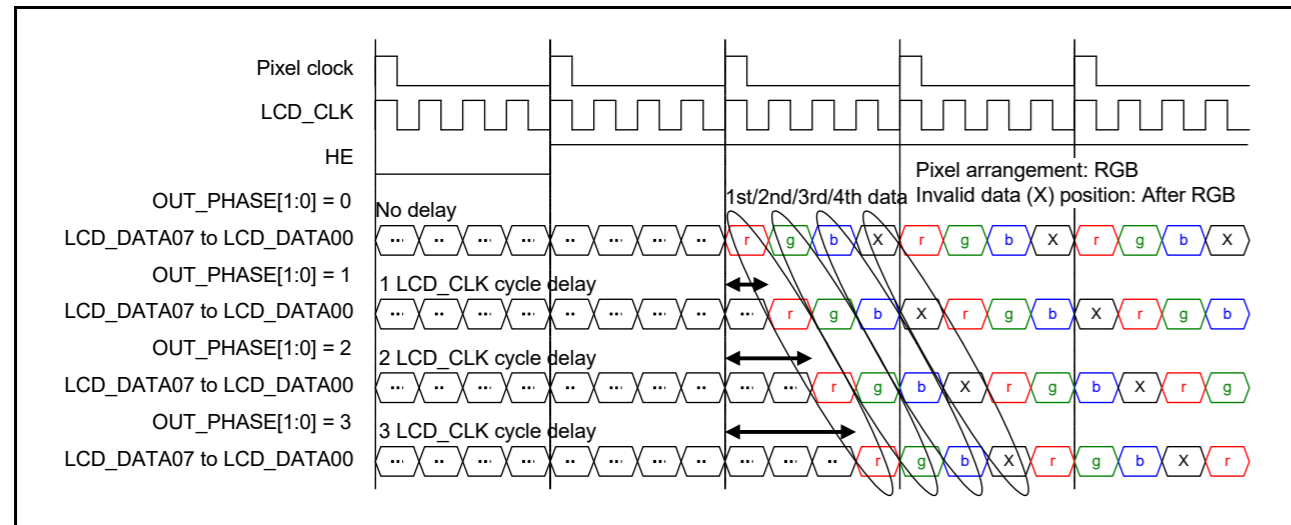 Pixel clock
LCD_CLK
HE
Pixel arrangement: RGB
Invalid data (X) position: After RGB
OUT_PHASE[1:0] = 0
No delay
1st/2nd/3rd/4th data
LCD_DATA07 to LCD_DATA00
... .. ... ... .. ... ... .. r g b X r g b X r g b X
OUT_PHASE[1:0] = 1
1 LCD_CLK cycle delay
LCD_DATA07 to LCD_DATA00
... .. ... ... .. ... ... .. ... r g b X r g b X r g b
OUT_PHASE[1:0] = 2
2 LCD_CLK cycle delay
LCD_DATA07 to LCD_DATA00
... .. ... ... .. ... ... .. ... ... r g b X r g b X r g
OUT_PHASE[1:0] = 3
3 LCD_CLK cycle delay
LCD_DATA07 to LCD_DATA00
... .. ... ... .. ... ... .. ... ... .. r g b X r g b X r